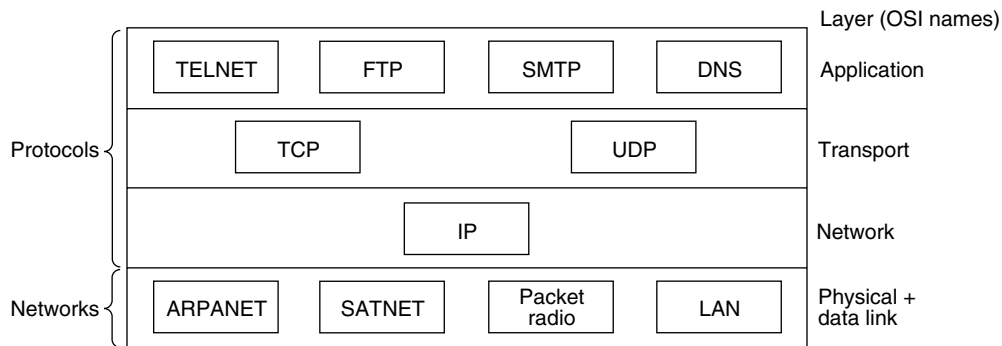 Layer (OSI names)
TELNET FTP SMTP DNS Application
Protocols TCP UDP Transport
IP Network
Networks ARPANET SATNET Packet radio LAN Physical + data link